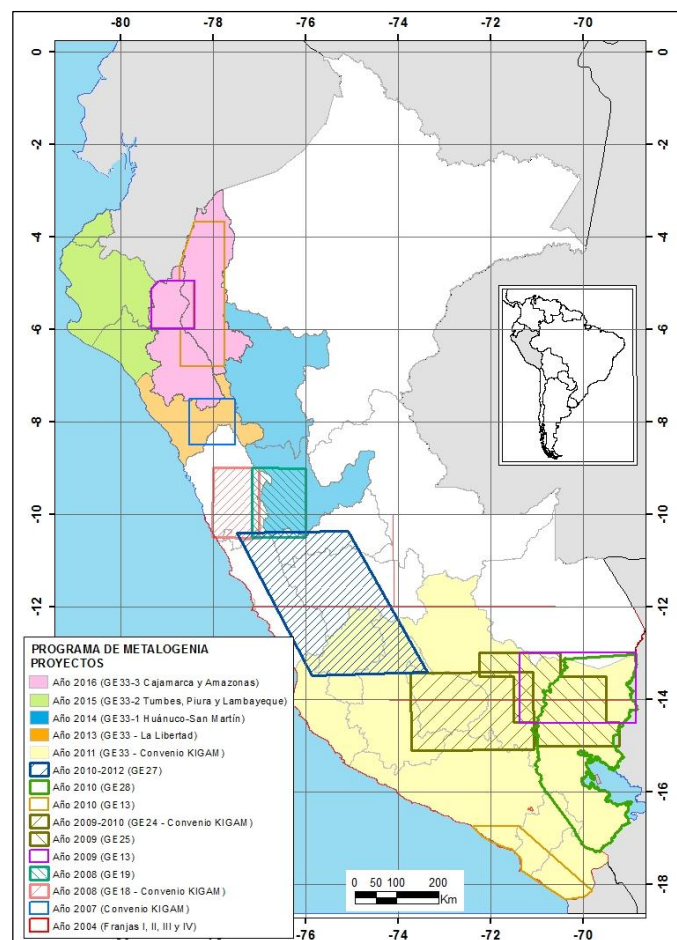 -80 -78 -76 -74 -72 -70
0 0
-2 -2
-4 -4
-6 -6
-8 -8
-10 -10
-12 -12
-14
-16
-18
PROGRAMA DE METALOGENIA
PROYECTOS
Año 2016 (GE33-3 Cajamarca y Amazonas)
Año 2015 (GE33-2 Tumbes, Piura y Lambayeque)
Año 2014 (GE33-1 Huánuco-San Martín)
Año 2013 (GE33 - La Libertad)
Año 2011 (GE33 - Convenio KIGAM)
Año 2010-2012 (GE27)
Año 2010 (GE28)
Año 2010 (GE13)
Año 2009-2010 (GE24 - Convenio KIGAM)
Año 2009 (GE25)
Año 2009 (GE13)
Año 2008 (GE19)
Año 2008 (GE18 - Convenio KIGAM)
Año 2007 (Convenio KIGAM)
Año 2004 (Franjas I, II, III y IV)
0 50 100 200
Km
-80 -78 -76 -74 -72 -70